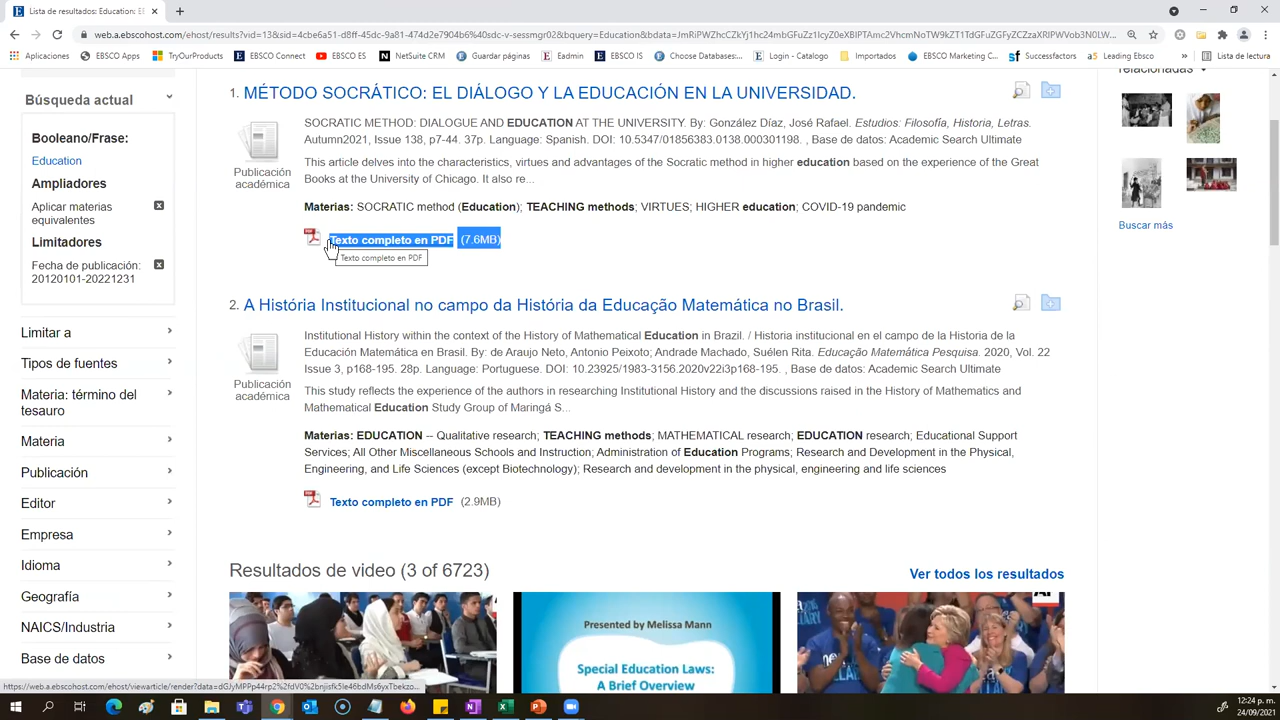 Lista de resultados: Education: E
web.a.ebscohost.com/ehost/results?vid=13&sid=4cbe6a51-d8ff-45dc-9a81-474d2e7904b6%40sdc-v-sessmgr02&bquery=Education&bdata=
Aplicaciones EBSCO Apps TryOurProducts EBSCO Connect YouTube ES NetSuite CRM Guardar páginas Eadmin EBSCO IS Choose Databases:... Login - Catalogo Importados EBSCO Marketing C... Successfactors Leading Ebsco » Lista de lectura
Búsqueda actual
Booleano/Frase:
Education
Ampliadores
Aplicar materias
equivalentes
Limitadores
Fecha de publicación:
20120101-20221231
Limitar a
Tipos de fuentes
Materia: término del
tesauro
Materia
Publicación
Editor
Empresa
Idioma
Geografía
NAICS/Industria
Base de datos
1. MÉTODO SOCRÁTICO: EL DIÁLOGO Y LA EDUCACIÓN EN LA UNIVERSIDAD.
SOCRATIC METHOD: DIALOGUE AND EDUCATION AT THE UNIVERSITY. By: González Díaz, José Rafael. Estudios: Filosofía, Historia, Letras.
Autumn2021, Issue 138, p7-44. 37p. Language: Spanish. DOI: 10.5347/01856383.0138.000301198. , Base de datos: Academic Search Ultimate
Publicación
académica
This article delves into the characteristics, virtues and advantages of the Socratic method in higher education based on the experience of the Great
Books at the University of Chicago. It also re...
Materias: SOCRATIC method (Education); TEACHING methods; VIRTUES; HIGHER education; COVID-19 pandemic
Texto completo en PDF (7.6MB)
Texto completo en PDF
2. A História Institucional no campo da História da Educação Matemática no Brasil.
Institutional History within the context of the History of Mathematical Education in Brazil. / Historia institucional en el campo de la Historia de la
Educación Matemática en Brasil. By: de Araujo Neto, Antonio Peixoto; Andrade Machado, Suélen Rita. Educação Matemática Pesquisa. 2020, Vol. 22
Issue 3, p168-195. 28p. Language: Portuguese. DOI: 10.23925/1983-3156.2020v22i3p168-195. , Base de datos: Academic Search Ultimate
Publicación
académica
This study reflects the experience of the authors in researching Institutional History and the discussions raised in the History of Mathematics and
Mathematical Education Study Group of Maringá S...
Materias: EDUCATION -- Qualitative research; TEACHING methods; MATHEMATICAL research; EDUCATION research; Educational Support
Services; All Other Miscellaneous Schools and Instruction; Administration of Education Programs; Research and Development in the Physical,
Engineering, and Life Sciences (except Biotechnology); Research and development in the physical, engineering and life sciences
Texto completo en PDF (2.9MB)
Resultados de video (3 of 6723)
Ver todos los resultados
Presented by Melissa Mann
Special Education Laws:
A Brief Overview
relacionadas
Buscar más
12:24 p. m.
24/09/2021